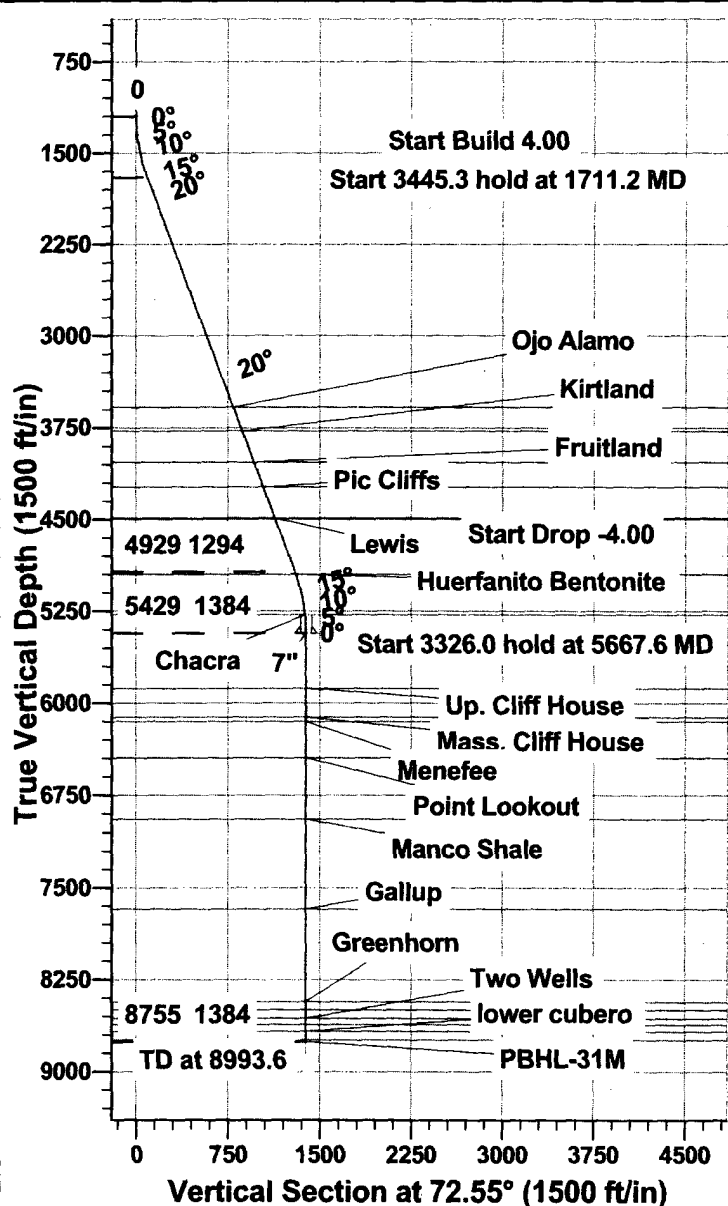 750
0
0°
5°
10°
Start Build 4.00
1500
15°
Start 3445.3 hold at 1711.2 MD
20°
2250
3000
Ojo Alamo
20°
Kirtland
3750
Fruitland
Pic Cliffs
4500
Start Drop -4.00
4929 1294
Lewis
15°
Huerfanito Bentonite
10°
5429 1384
5250
5°
0°
Start 3326.0 hold at 5667.6 MD
Chacra
7"
6000
Up. Cliff House
Mass. Cliff House
Menefee
6750
Point Lookout
Manco Shale
7500
Gallup
Greenhorn
8250
Two Wells
8755 1384
lower cubero
TD at 8993.6
PBHL-31M
9000
True Vertical Depth (1500 ft/in)
0
750
1500
2250
3000
3750
4500
Vertical Section at 72.55° (1500 ft/in)